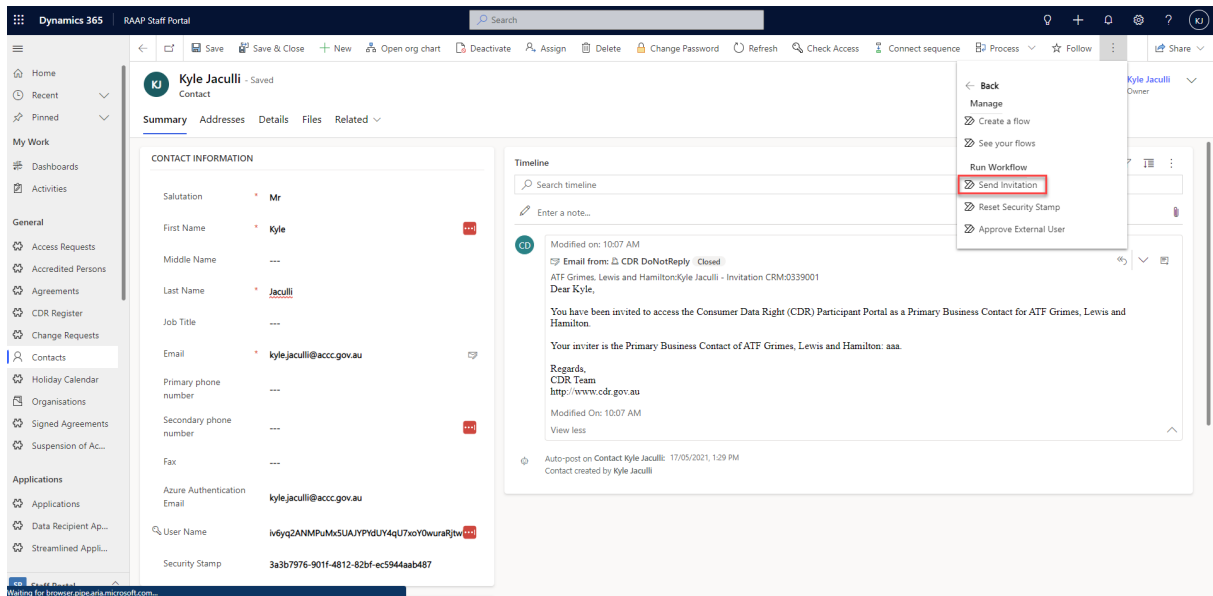 Dynamics 365 RAAP Staff Portal Search KJ
Save Save & Close New Open org chart Deactivate Assign Delete Change Password Refresh Check Access Connect sequence Process Follow Share
Home
Recent
Pinned
My Work
Dashboards
Activities
General
Access Requests
Accredited Persons
Agreements
CDR Register
Change Requests
Contacts
Holiday Calendar
Organisations
Signed Agreements
Suspension of Ac...
Applications
Applications
Data Recipient Ap...
Streamlined Appli...
Waiting for browser.pipe.aria.microsoft.com...
KJ
Kyle Jaculli - Saved
Contact
Kyle Jaculli
Owner
Summary Addresses Details Files Related
Back
Manage
Create a flow
See your flows
Run Workflow
Send Invitation
Reset Security Stamp
Approve External User
CONTACT INFORMATION
Salutation * Mr
First Name * Kyle
Middle Name ---
Last Name * Jaculli
Job Title ---
Email * kyle.jaculli@accc.gov.au
Primary phone
number ---
Secondary phone
number ---
Fax ---
Azure Authentication
Email kyle.jaculli@accc.gov.au
User Name iv6yq2ANMPuMx5UAJYPYdUY4qU7xoY0wuraRjtw
Security Stamp 3a3b7976-901f-4812-82bf-ec5944aab487
Timeline
Search timeline
Enter a note...
CD
Modified on: 10:07 AM
Email from: CDR DoNotReply Closed
ATF Grimes, Lewis and Hamilton:Kyle Jaculli - Invitation CRM:0339001
Dear Kyle,
You have been invited to access the Consumer Data Right (CDR) Participant Portal as a Primary Business Contact for ATF Grimes, Lewis and
Hamilton.
Your inviter is the Primary Business Contact of ATF Grimes, Lewis and Hamilton: aaa.
Regards,
CDR Team
http://www.cdr.gov.au
Modified On: 10:07 AM
View less
Auto-post on Contact Kyle Jaculli: 17/05/2021, 1:29 PM
Contact created by Kyle Jaculli